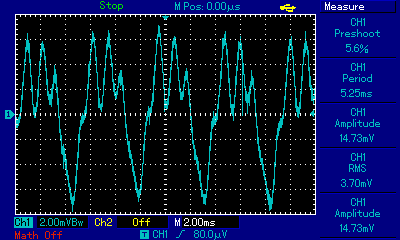 Stop
M Pos: 0.00µs
Measure
CH1
Preshoot
5.6%
CH1
Period
5.25ms
CH1
Amplitude
14.73mV
CH1
RMS
3.70mV
CH1
Amplitude
14.73mV
1
Ch1 2.00mVBw Ch2 Off M 2.00ms
Math Off T CH1 80.0µV